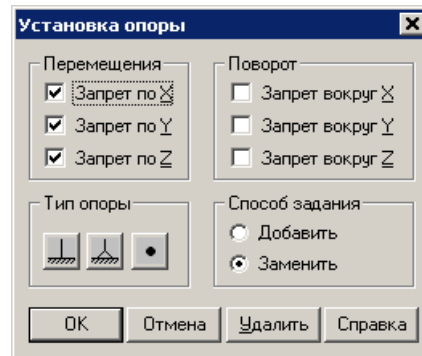 Установка опоры
Перемещения
Запрет по X
Запрет по Y
Запрет по Z
Поворот
Запрет вокруг X
Запрет вокруг Y
Запрет вокруг Z
Тип опоры
Способ задания
Добавить
Заменить
OK Отмена Удалить Справка